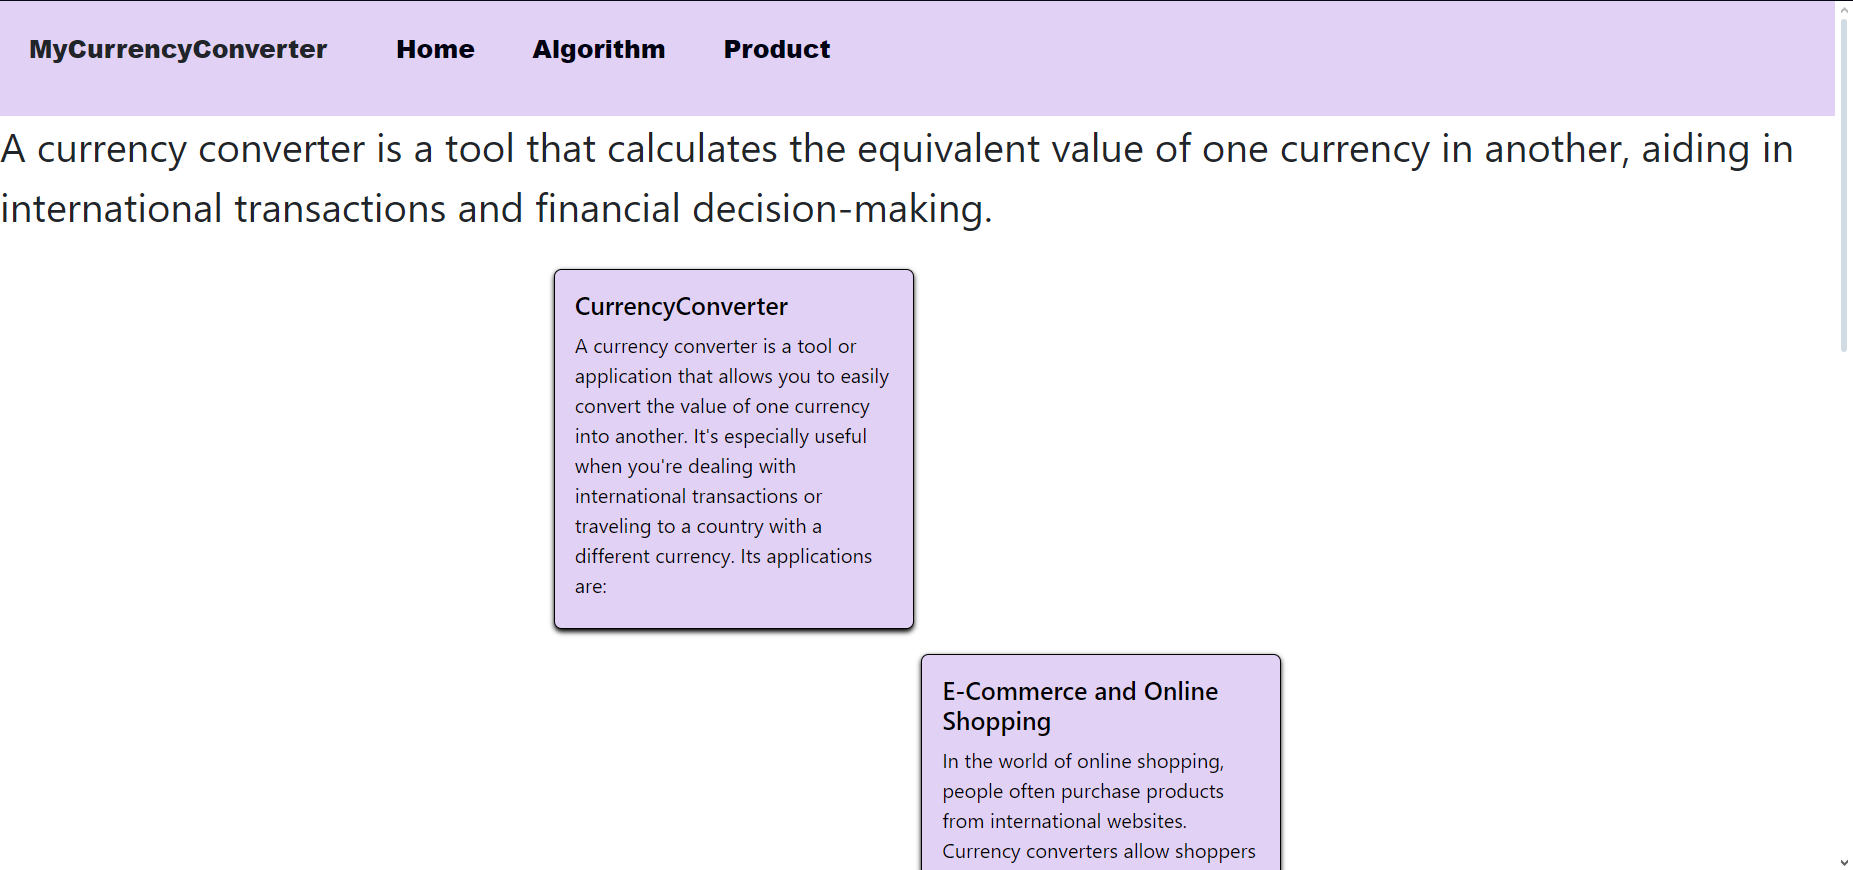 MyCurrencyConverter Home Algorithm Product
A currency converter is a tool that calculates the equivalent value of one currency in another, aiding in
international transactions and financial decision-making.
CurrencyConverter
A currency converter is a tool or
application that allows you to easily
convert the value of one currency
into another. It's especially useful
when you're dealing with
international transactions or
traveling to a country with a
different currency. Its applications
are:
E-Commerce and Online
Shopping
In the world of online shopping,
people often purchase products
from international websites.
Currency converters allow shoppers